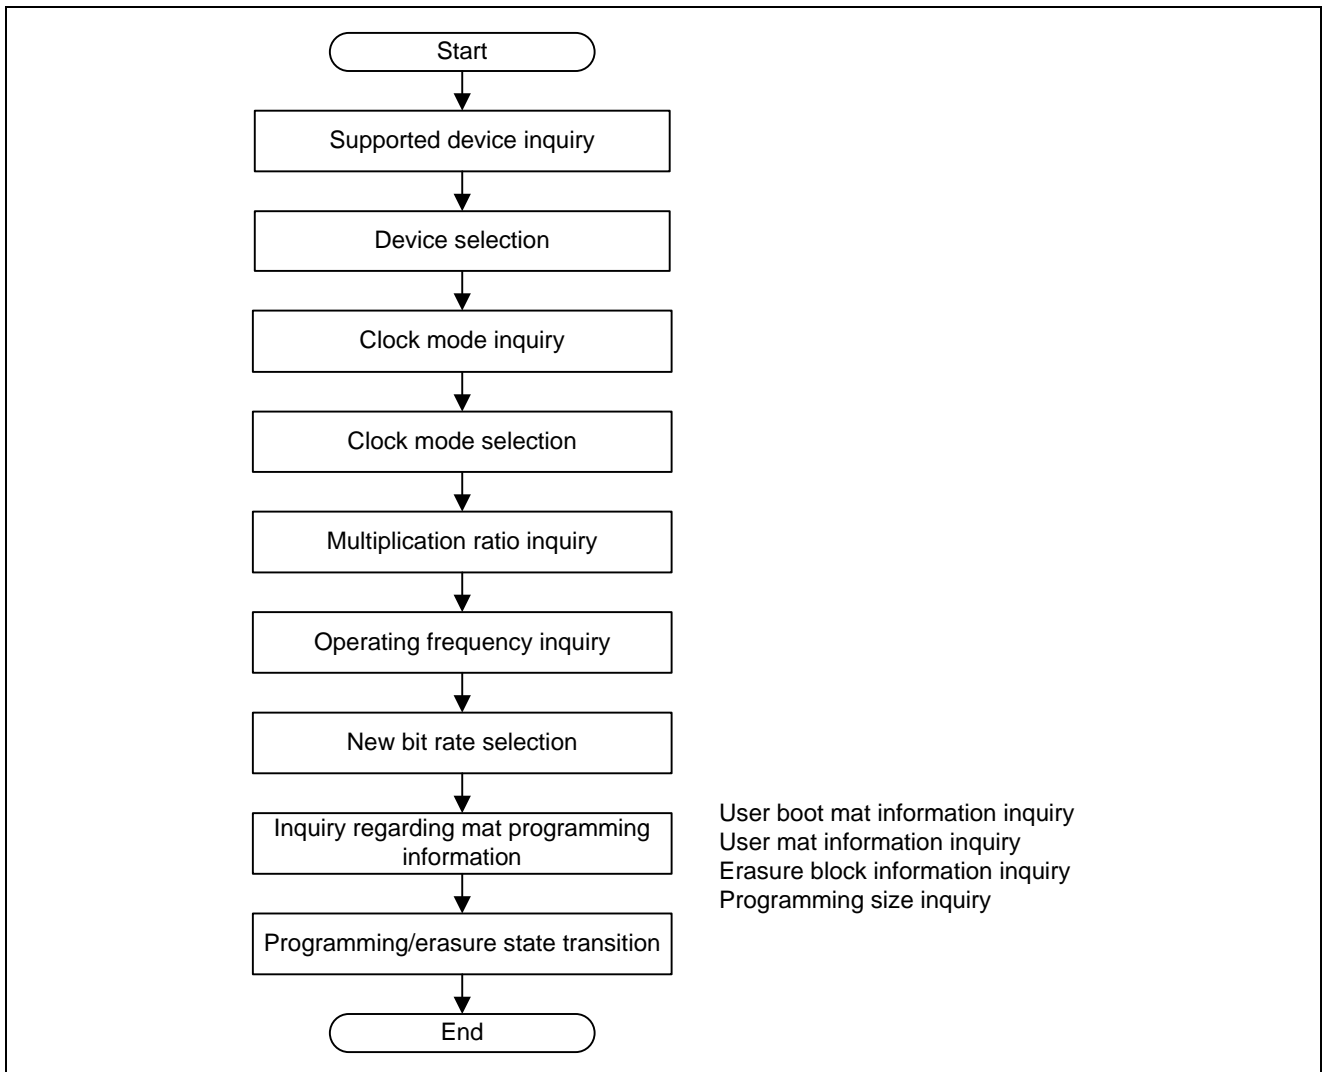 Start
Supported device inquiry
Device selection
Clock mode inquiry
Clock mode selection
Multiplication ratio inquiry
Operating frequency inquiry
New bit rate selection
Inquiry regarding mat programming
information
User boot mat information inquiry
User mat information inquiry
Erasure block information inquiry
Programming size inquiry
Programming/erasure state transition
End